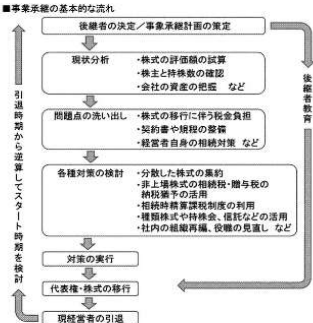 ■事業承継の基本的な流れ
後継者の決定／事業承継計画の策定
現状分析
・株式の評価額の試算
・株主と持株数の確認
・会社の資産の把握　など
問題点の洗い出し
・株式の移行に伴う税金負担
・契約書や規程の整備
・経営者自身の相続対策　など
各種対策の検討
・分散した株式の集約
・非上場株式の相続税・贈与税の
納税猶予の活用
・相続時精算課税制度の利用
・種類株式や持株会、信託などの活用
・社内の組織再編、役職の見直し　など
対策の実行
代表権・株式の移行
現経営者の引退
引退時期から逆算してスタート時期を検討
後継者教育